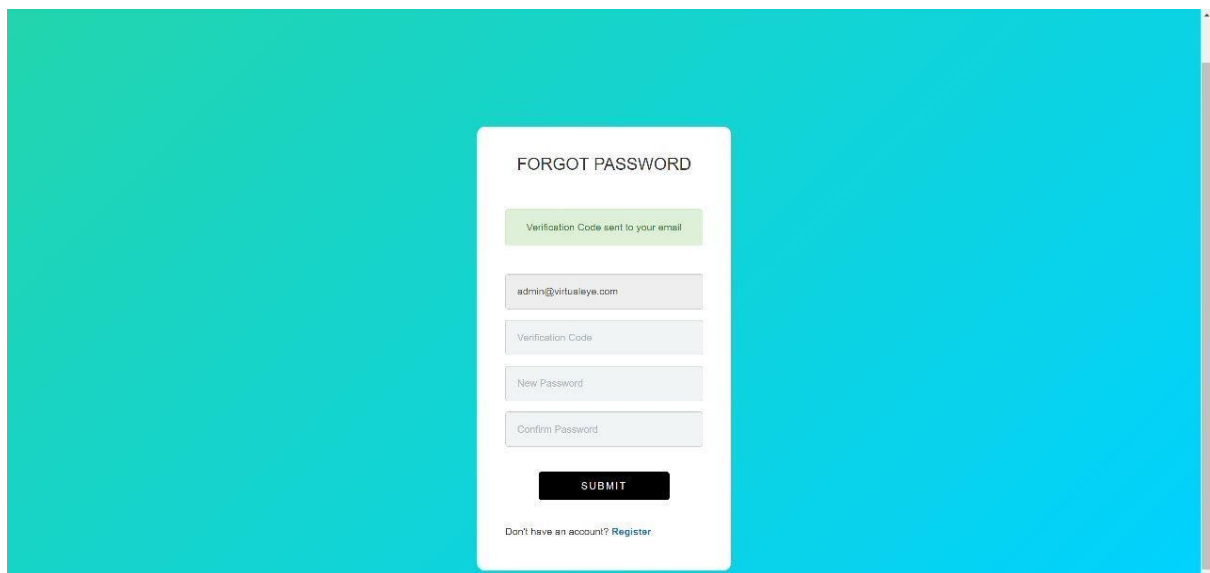 FORGOT PASSWORD
Verification Code sent to your email
admin@virtualeye.com
Verification Code
New Password
Confirm Password
SUBMIT
Don't have an account? Register